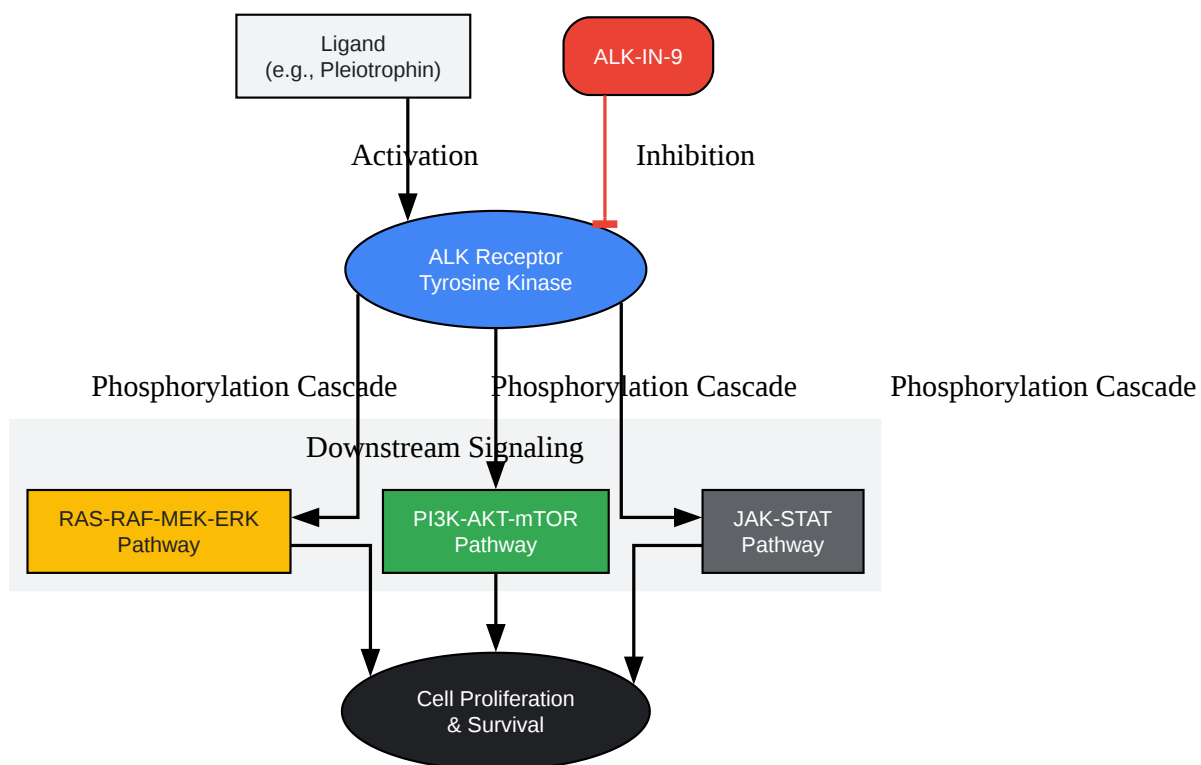 Ligand
(e.g., Pleiotrophin)
ALK-IN-9
Activation
Inhibition
ALK Receptor
Tyrosine Kinase
Phosphorylation Cascade
Phosphorylation Cascade
Phosphorylation Cascade
Downstream Signaling
RAS-RAF-MEK-ERK
Pathway
PI3K-AKT-mTOR
Pathway
JAK-STAT
Pathway
Cell Proliferation
& Survival